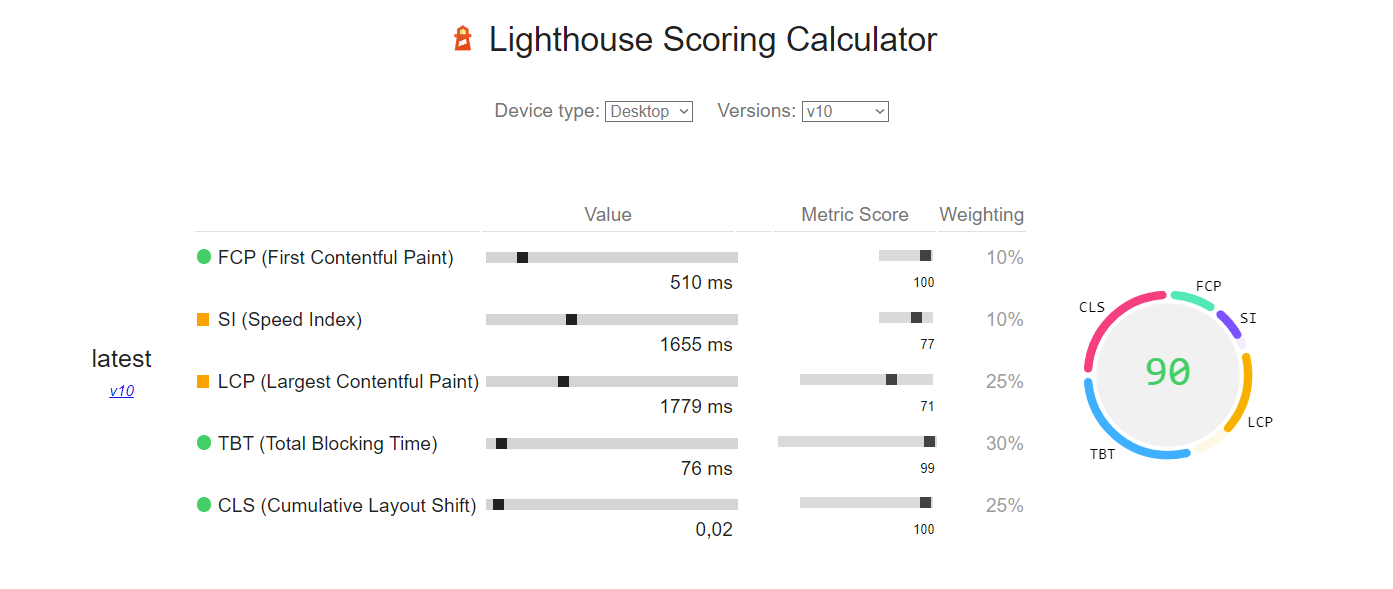 Lighthouse Scoring Calculator
Device type: Desktop Versions: v10
Value Metric Score Weighting
FCP (First Contentful Paint) 10%
510 ms 100
SI (Speed Index) 10%
1655 ms 77
latest
v10
LCP (Largest Contentful Paint) 25%
1779 ms 71
TBT (Total Blocking Time) 30%
76 ms 99
CLS (Cumulative Layout Shift) 25%
0,02 100
FCP
CLS
SI
90
LCP
TBT